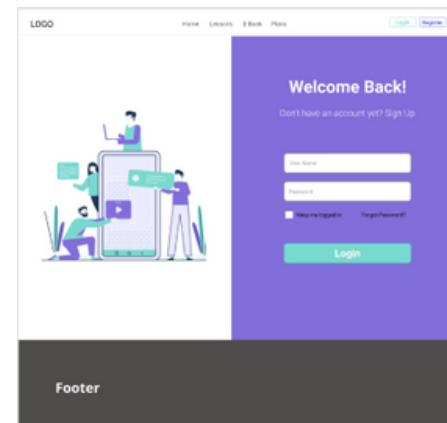 LOGO
Home Lessons E-Book Plans
Login Register
Welcome Back!
Don't have an account yet? Sign Up
User Name
Password
Keep me logged in Forgot Password?
Login
Footer